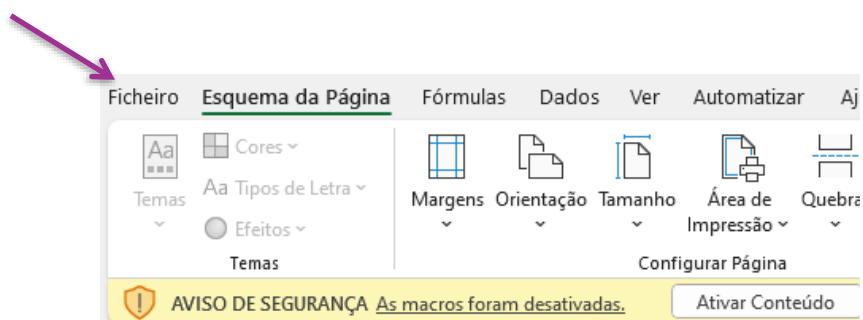 Ficheiro Esquema da Página Fórmulas Dados Ver Automatizar
Aa Cores
Aa Tipos de Letra
Temas Efeitos
Margens Orientação Tamanho Área de Impressão
Temas Configurar Página
AVISO DE SEGURANÇA As macros foram desativadas. Ativar Conteúdo